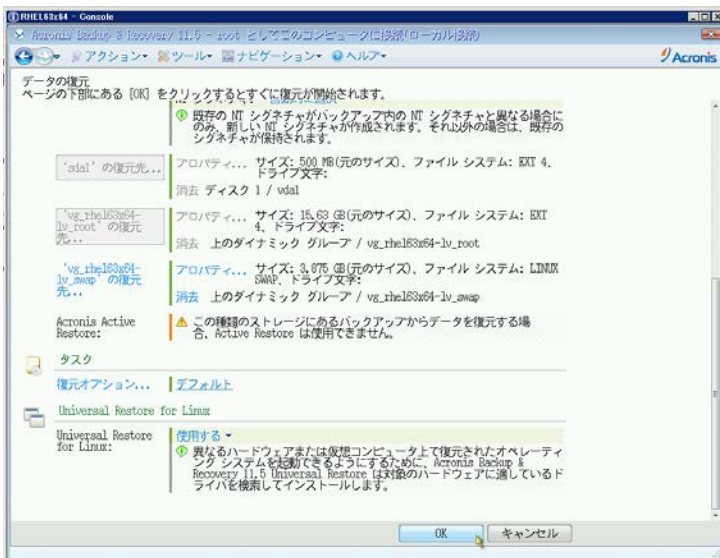 RHEL63x64 - Console
Acronis Backup & Recovery 11.5 - root としてこのコンピュータに接続(ローカル接続)
アクション ツール ナビゲーション ヘルプ
Acronis
データの復元
ページの下部にある [OK] をクリックするとすぐに復元が開始されます。
既存の NT シグネチャがバックアップ内の NT シグネチャと異なる場合に
のみ、新しい NT シグネチャが作成されます。それ以外の場合は、既存の
シグネチャが保持されます。
'sda1' の復元先...
プロパティ... サイズ: 500 MB(元のサイズ)、ファイル システム: EXT 4、
ドライブ文字:
消去 ディスク 1 / vda1
'vg_rhel63x64-
lv_root' の復元
先...
プロパティ... サイズ: 15.63 GB(元のサイズ)、ファイル システム: EXT
4、ドライブ文字:
消去 上のダイナミック グループ / vg_rhel63x64-lv_root
'vg_rhel63x64-
lv_swap' の復元
先...
プロパティ... サイズ: 3.875 GB(元のサイズ)、ファイル システム: LINUX
SWAP、ドライブ文字:
消去 上のダイナミック グループ / vg_rhel63x64-lv_swap
Acronis Active
Restore:
この種類のストレージにあるバックアップからデータを復元する場
合、Active Restore は使用できません。
タスク
復元オプション... デフォルト
Universal Restore for Linux
Universal Restore
for Linux:
使用する
異なるハードウェアまたは仮想コンピュータ上で復元されたオペレーティ
ング システムを起動できるようにするために、Acronis Backup &
Recovery 11.5 Universal Restore は対象のハードウェアに適しているド
ライバを検索してインストールします。
OK キャンセル